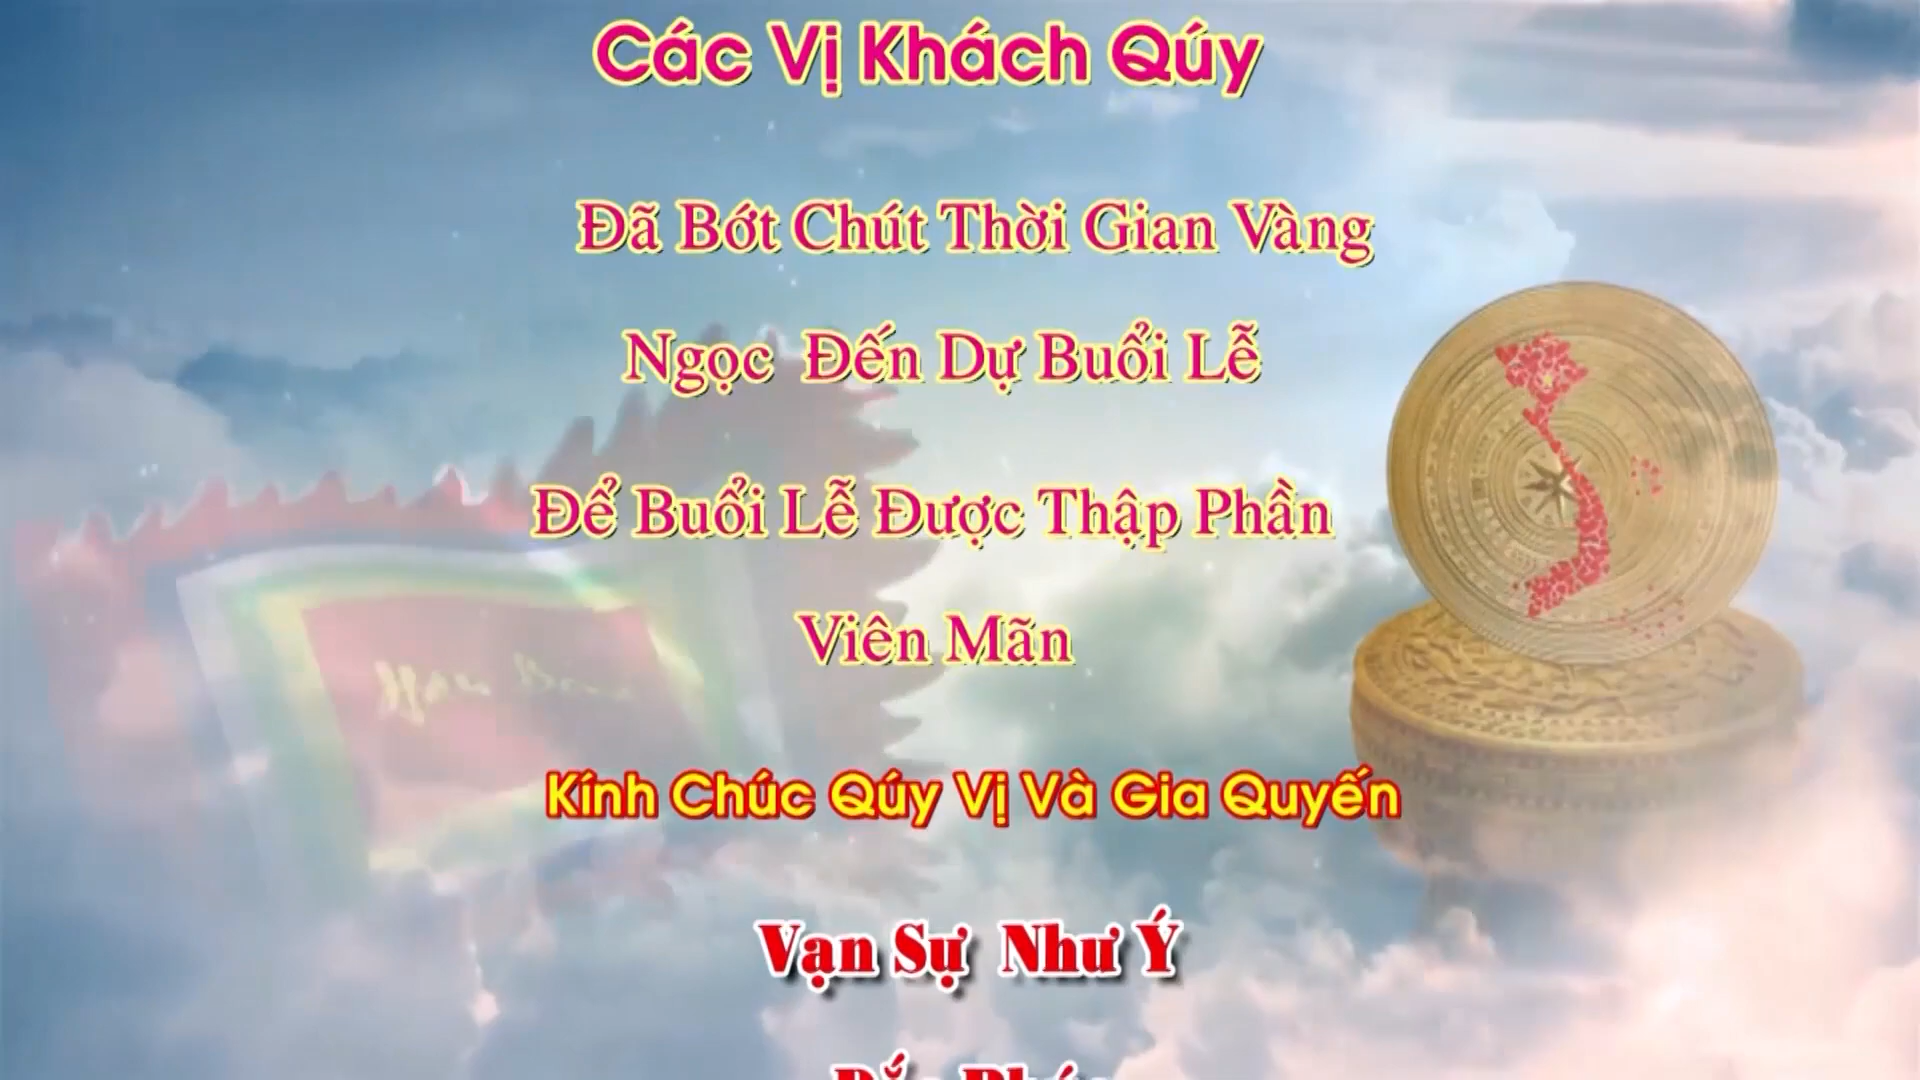 Các Vị Khách Qúy
Đã Bớt Chút Thời Gian Vàng
Ngọc Đến Dự Buổi Lễ
Để Buổi Lễ Được Thập Phần
Viên Mãn
Kính Chúc Qúy Vị Và Gia Quyến
Vạn Sự Như Ý